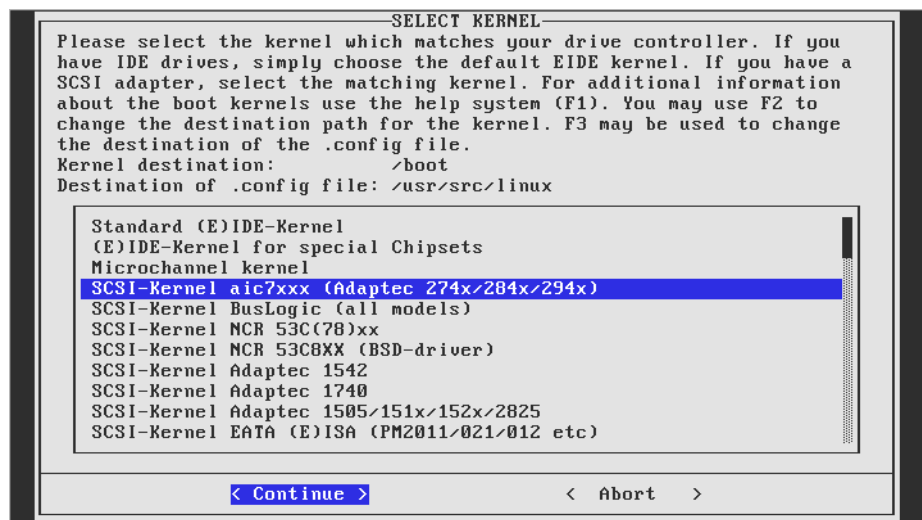 SELECT KERNEL
Please select the kernel which matches your drive controller. If you
have IDE drives, simply choose the default EIDE kernel. If you have a
SCSI adapter, select the matching kernel. For additional information
about the boot kernels use the help system (F1). You may use F2 to
change the destination path for the kernel. F3 may be used to change
the destination of the .config file.
Kernel destination: /boot
Destination of .config file: /usr/src/linux
Standard (E)IDE-Kernel
(E)IDE-Kernel for special Chipsets
Microchannel kernel
SCSI-Kernel aic7xxx (Adaptec 274x/284x/294x)
SCSI-Kernel BusLogic (all models)
SCSI-Kernel NCR 53C(78)xx
SCSI-Kernel NCR 53C8XX (BSD-driver)
SCSI-Kernel Adaptec 1542
SCSI-Kernel Adaptec 1740
SCSI-Kernel Adaptec 1505/151x/152x/2825
SCSI-Kernel EATA (E)ISA (PM2011/021/012 etc)
< Continue > < Abort >